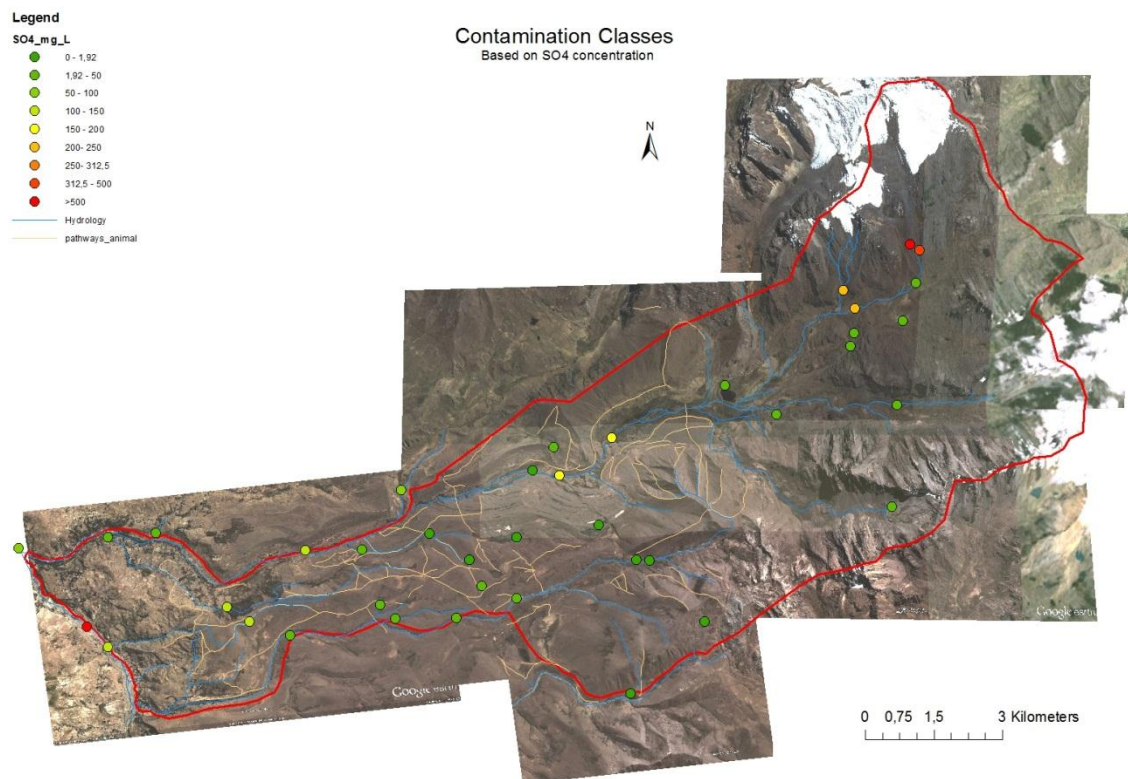 Legend
SO4_mg_L
0 - 1,92
1,92 - 50
50 - 100
100 - 150
150 - 200
200- 250
250- 312,5
312,5 - 500
>500
Hydrology
pathways_animal
Contamination Classes
Based on SO4 concentration
N
Google earth
Google earth
0 0,75 1,5 3 Kilometers